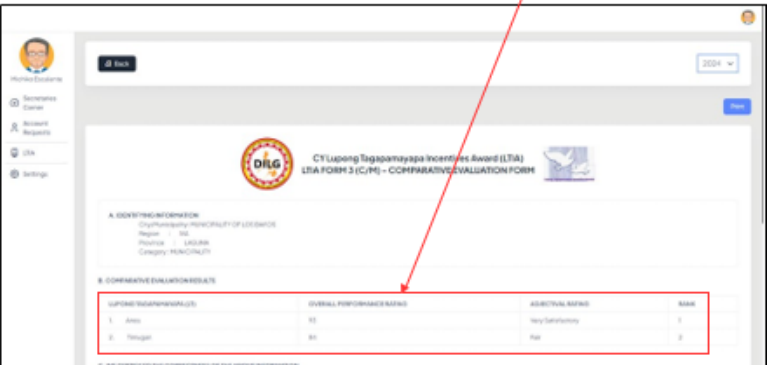 Michiko Escalante
Back
2024
Secretaries
Corner
Account
Requests
LTIA
Settings
Print
DILG
CY Lupong Tagapamayapa Incentives Award (LTIA)
LTIA FORM 3 (C/M) – COMPARATIVE EVALUATION FORM
A. IDENTIFYING INFORMATION
City/Municipality: MUNICIPALITY OF LOS BAÑOS
Region :
Province : LAGUNA
Category: MUNICIPALITY
B. COMPARATIVE EVALUATION RESULTS
LUPONG TAGAPAMAYAPA (LT) OVERALL PERFORMANCE RATING ADJECTIVAL RATING RANK
1. Anos Very Satisfactory 1
2. Timugan Fair 2